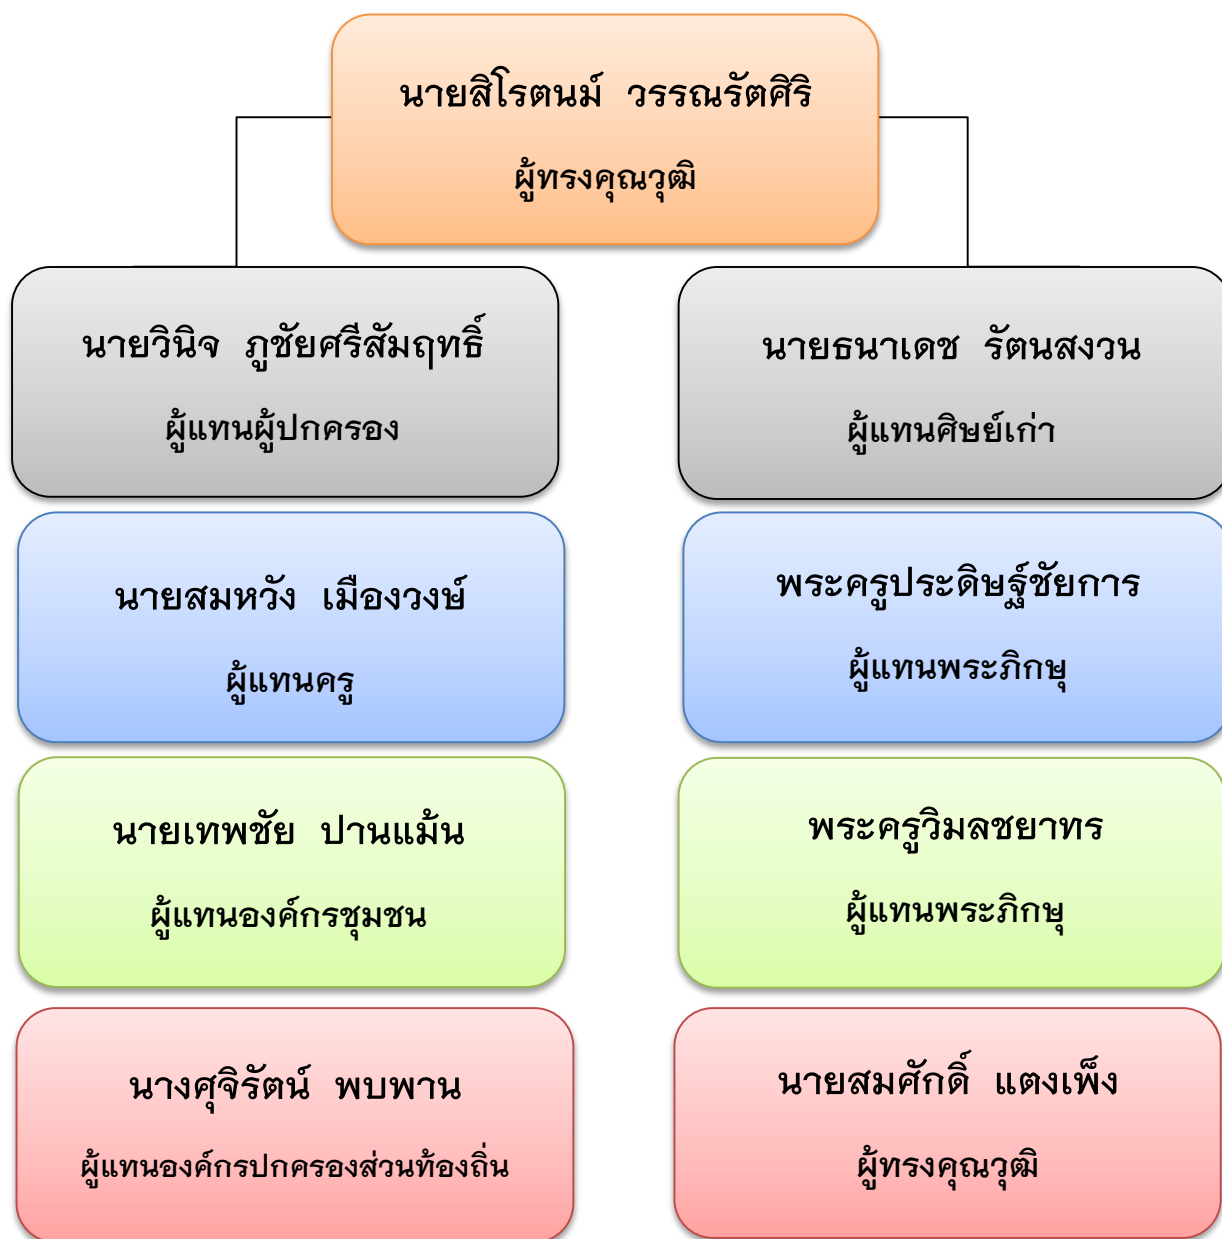 นายสิโรตนม์ วรรณรัตศิริ
ผู้ทรงคุณวุฒิ
นายวินิจ ภูชัยศรีสัมฤทธิ์
ผู้แทนผู้ปกครอง
นายธนาเดช รัตนสงวน
ผู้แทนศิษย์เก่า
นายสมหวัง เมืองวงษ์
ผู้แทนครู
พระครูประดิษฐ์ชัยการ
ผู้แทนพระภิกษุ
นายเทพชัย ปานแม้น
ผู้แทนองค์กรชุมชน
พระครูวิมลชยาทร
ผู้แทนพระภิกษุ
นางศุจิรัตน์ พบพาน
ผู้แทนองค์กรปกครองส่วนท้องถิ่น
นายสมศักดิ์ แตงเพ็ง
ผู้ทรงคุณวุฒิ